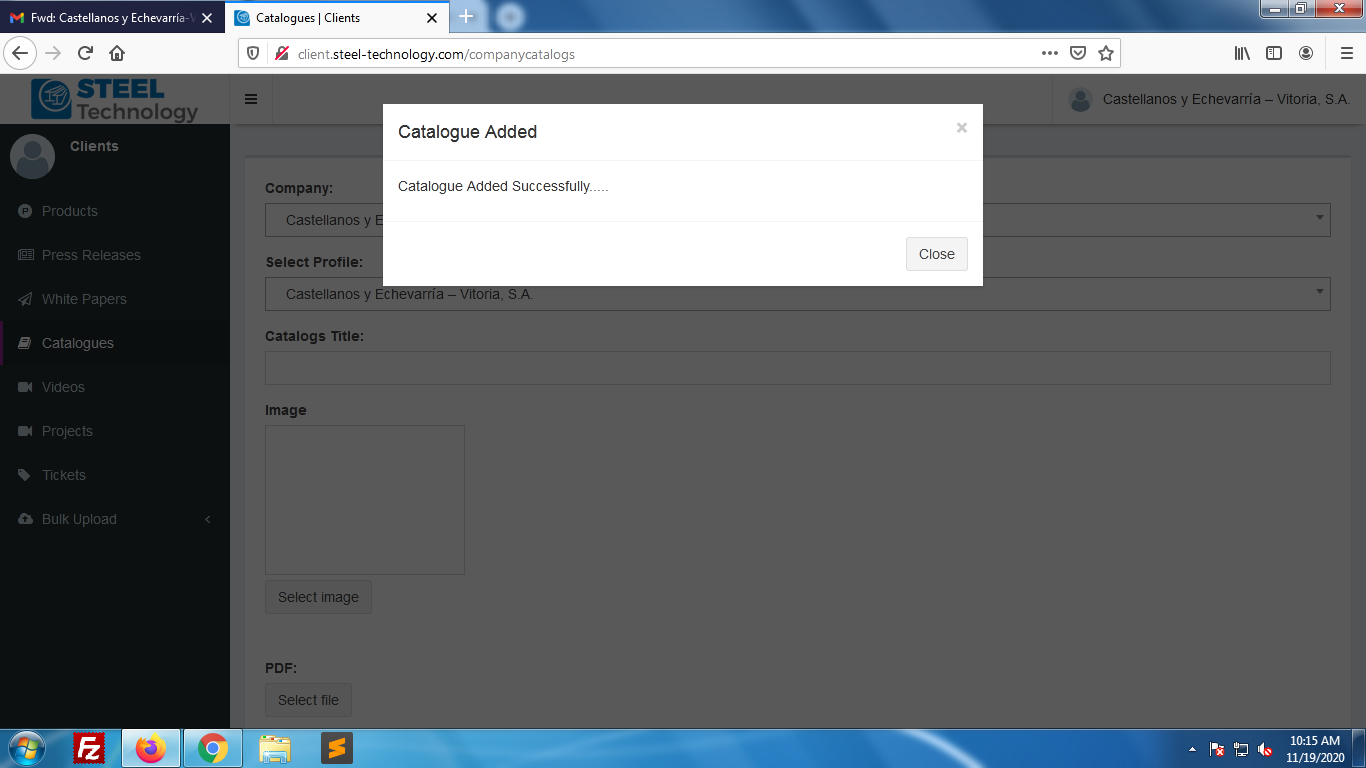 Fwd: Castellanos y Echevarría-V
Catalogues | Clients
client.steel-technology.com/companycatalogs
STEEL
Technology
Castellanos y Echevarría – Vitoria, S.A.
Clients
Products
Press Releases
White Papers
Catalogues
Videos
Projects
Tickets
Bulk Upload
Catalogue Added
×
Catalogue Added Successfully.....
Close
Company:
Castellanos y E
Select Profile:
Castellanos y Echevarría – Vitoria, S.A.
Catalogs Title:
Image
Select image
PDF:
Select file
10:15 AM
11/19/2020